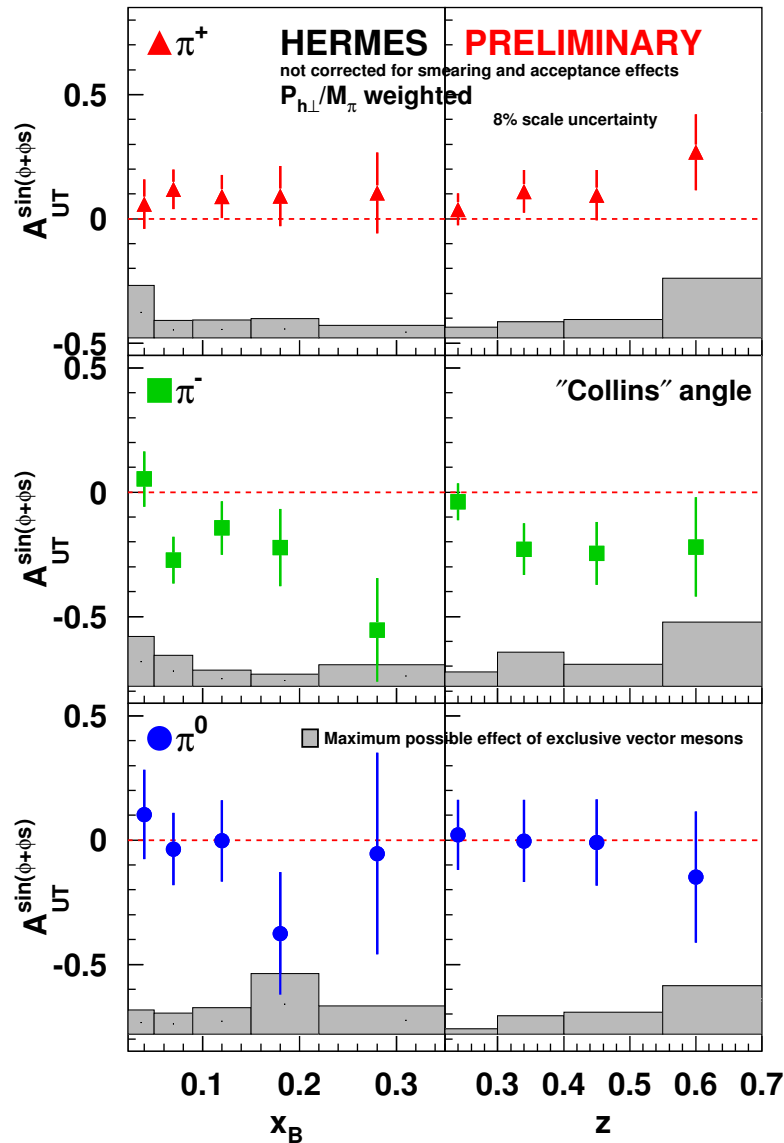 π+ HERMES PRELIMINARY
not corrected for smearing and acceptance effects
Ph⊥/Mπ weighted
8% scale uncertainty
0.5
0
-0.5
AUT sin(ϕ+ϕs)
π- ″Collins″ angle
0.5
0
-0.5
AUT sin(ϕ+ϕs)
π0 Maximum possible effect of exclusive vector mesons
0.5
0
-0.5
AUT sin(ϕ+ϕs)
0.1 0.2 0.3 0.3 0.4 0.5 0.6 0.7
xB z